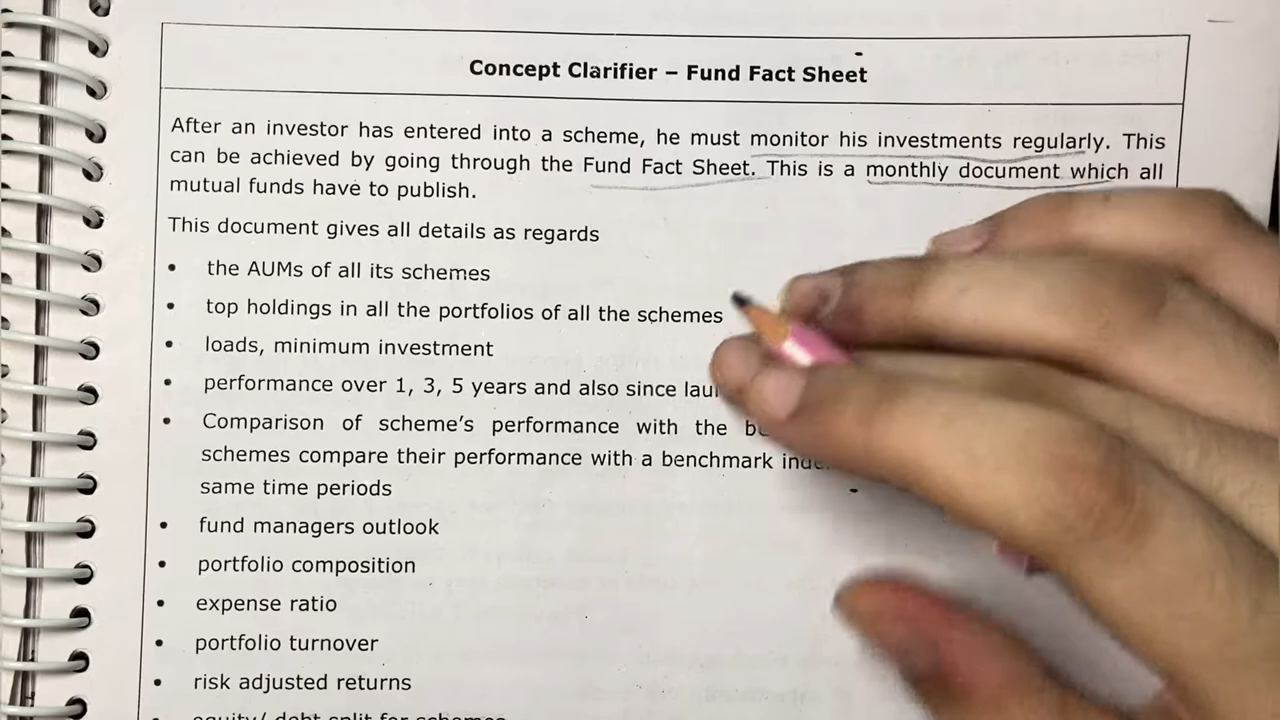 Concept Clarifier – Fund Fact Sheet
After an investor has entered into a scheme, he must monitor his investments regularly. This
can be achieved by going through the Fund Fact Sheet. This is a monthly document which all
mutual funds have to publish.
This document gives all details as regards
• the AUMs of all its schemes
• top holdings in all the portfolios of all the schemes
• loads, minimum investment
• performance over 1, 3, 5 years and also since
• Comparison of scheme's performance with the
schemes compare their performance with a benchmark
same time periods
• fund managers outlook
• portfolio composition
• expense ratio
• portfolio turnover
• risk adjusted returns
• equity/ debt split for schemes